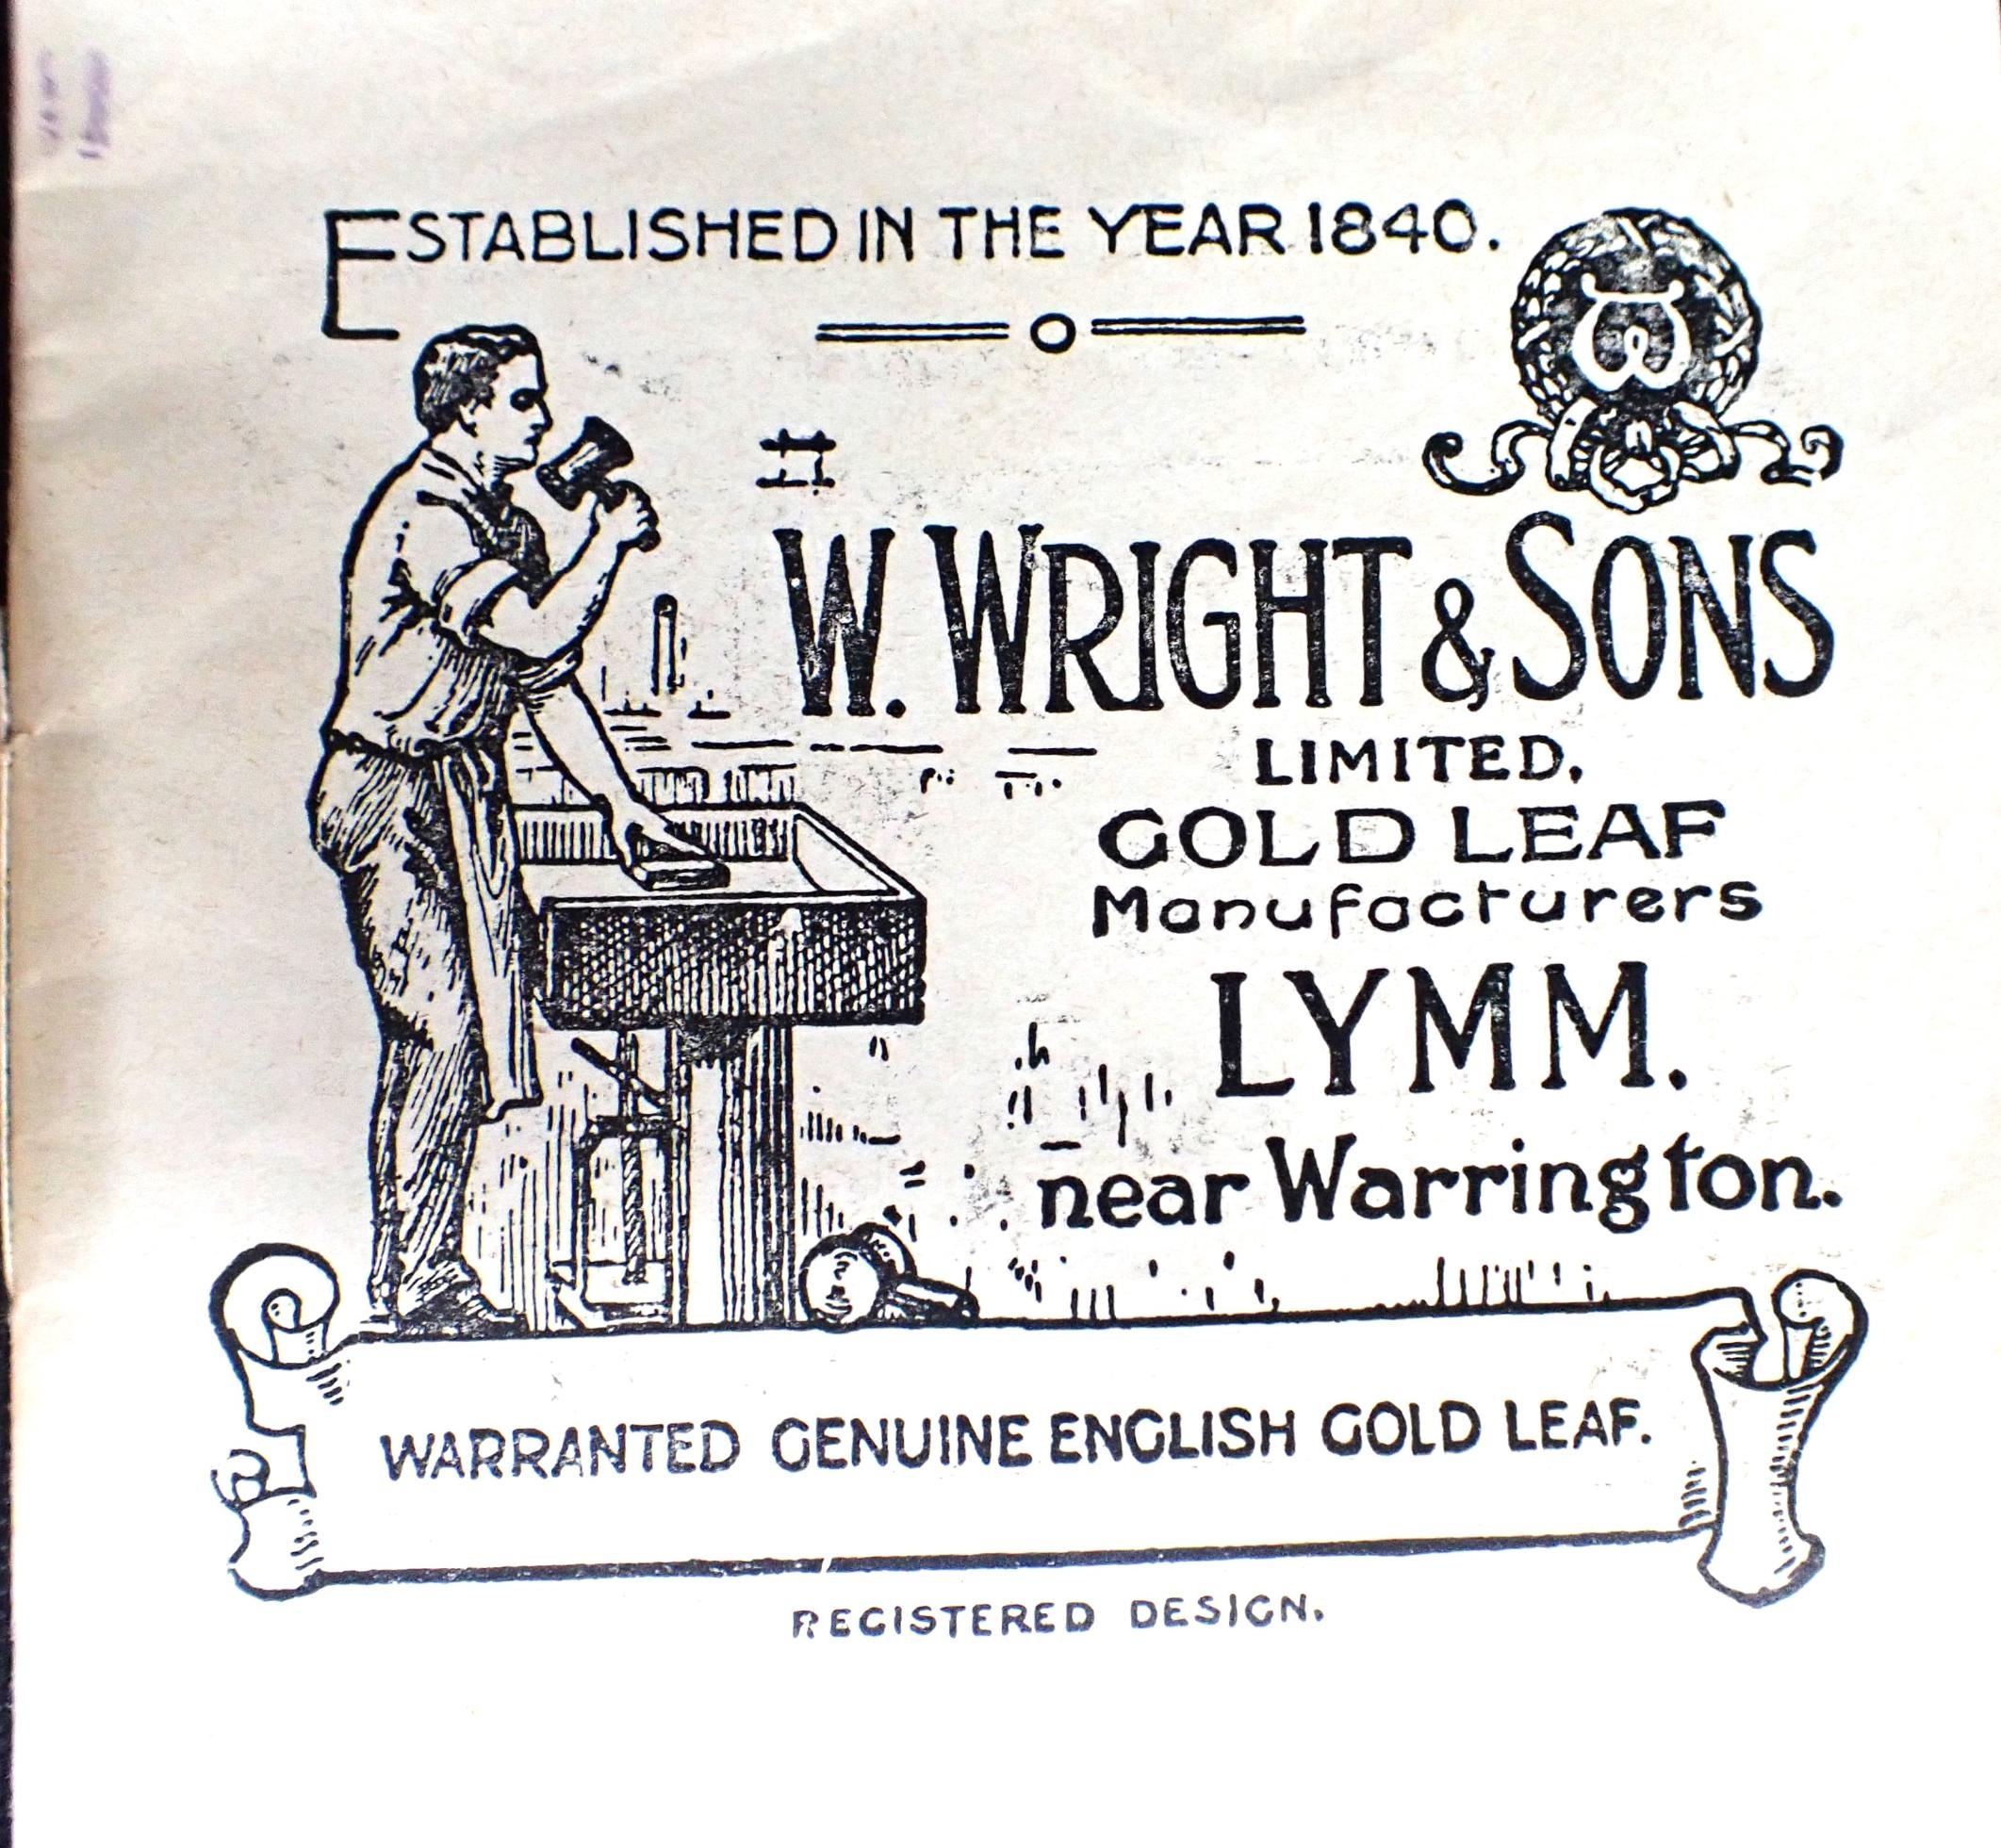 ESTABLISHED IN THE YEAR 1840.
W
W. WRIGHT & SONS
LIMITED.
GOLD LEAF
Manufacturers
LYMM.
near Warrington.
WARRANTED GENUINE ENGLISH GOLD LEAF.
REGISTERED DESIGN.